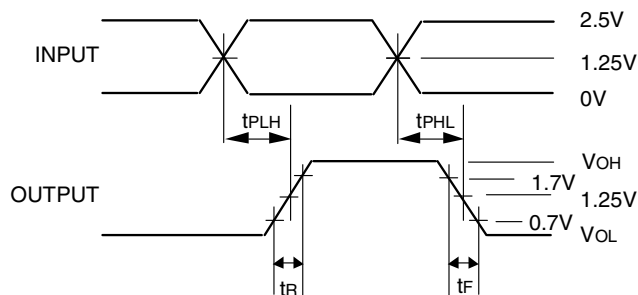 2.5V
INPUT
1.25V
0V
tPLH
tPHL
VOH
1.7V
OUTPUT
1.25V
0.7V
VOL
tR
tF